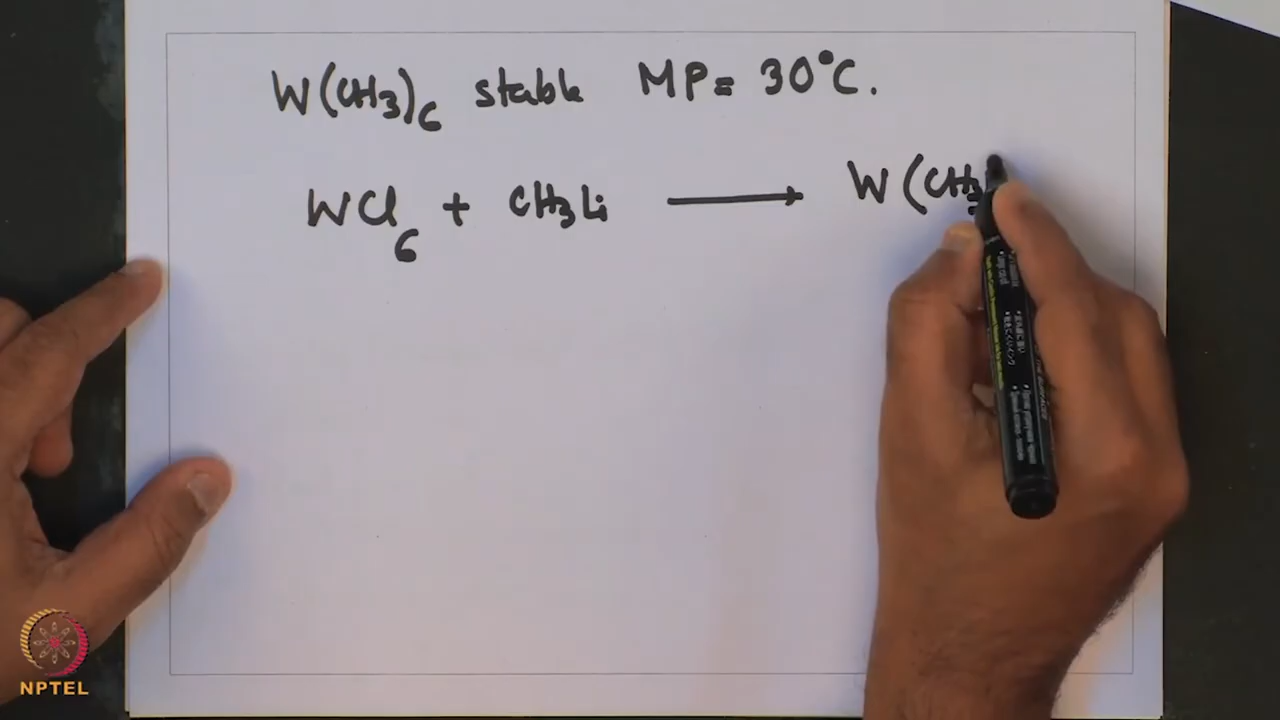 W(CH3)6 stable MP= 30°C.
WCl6 + CH3Li ⟶ W(CH3
NPTEL